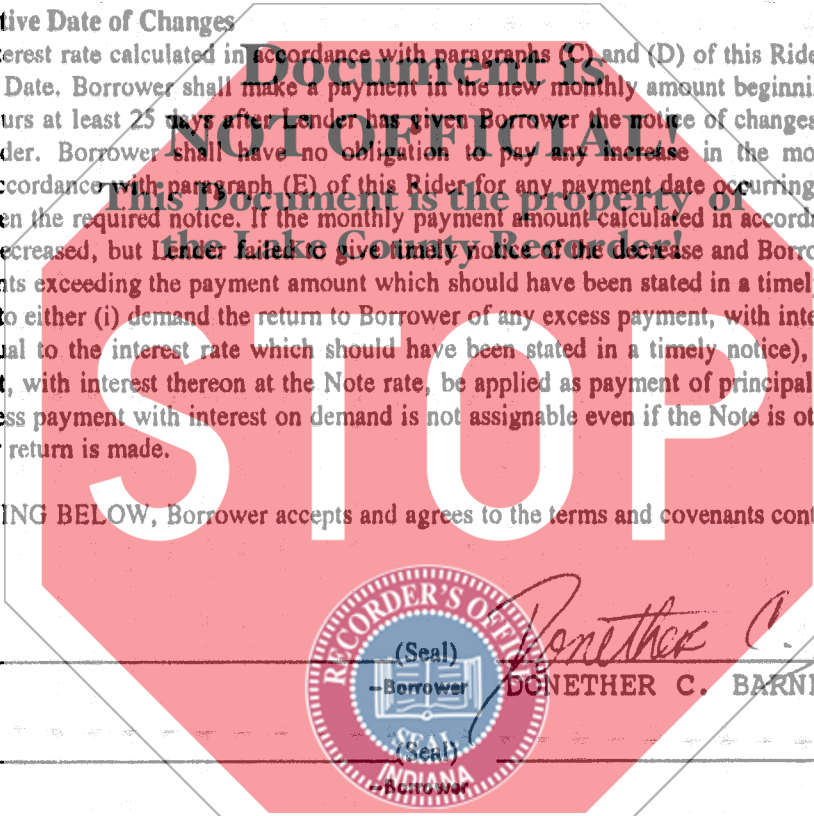 tive Date of Changes
erest rate calculated in accordance with paragraphs (C) and (D) of this Ride
Document is
Date. Borrower shall make a payment in the new monthly amount beginni
urs at least 25 days after Lender has given Borrower the notice of changes
NOT OFFICIAL!
der. Borrower shall have no obligation to pay any increase in the mo
ccordance with paragraph (E) of this Rider for any payment date occurring
This Document is the property of
en the required notice. If the monthly payment amount calculated in accord
ecreased, but Lender failed to give timely notice of the decrease and Borro
the Lake County Recorder!
nts exceeding the payment amount which should have been stated in a timel
to either (i) demand the return to Borrower of any excess payment, with inte
ual to the interest rate which should have been stated in a timely notice),
t, with interest thereon at the Note rate, be applied as payment of principal
ess payment with interest on demand is not assignable even if the Note is ot
return is made.
STOP
ING BELOW, Borrower accepts and agrees to the terms and covenants cont
RECORDER'S OFFICE
Donether C.
(Seal)
-Borrower
DONETHER C. BARN
SEAL
(Seal)
INDIANA
-Borrower